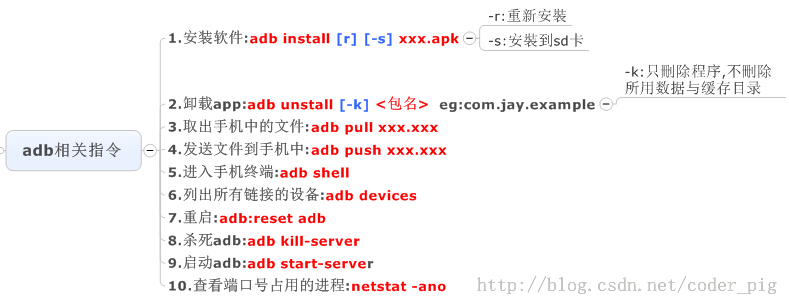 1.安装软件:adb install [r] [-s] xxx.apk
-r:重新安装
-s:安装到sd卡
2.卸载app:adb unstall [-k] <包名> eg:com.jay.example
-k:只删除程序,不删除
所用数据与缓存目录
3.取出手机中的文件:adb pull xxx.xxx
adb相关指令
4.发送文件到手机中:adb push xxx.xxx
5.进入手机终端:adb shell
6.列出所有链接的设备:adb devices
7.重启:adb:reset adb
8.杀死adb:adb kill-server
9.启动adb:adb start-server
10.查看端口号占用的进程:netstat -ano
http://blog.csdn.net/coder_pig